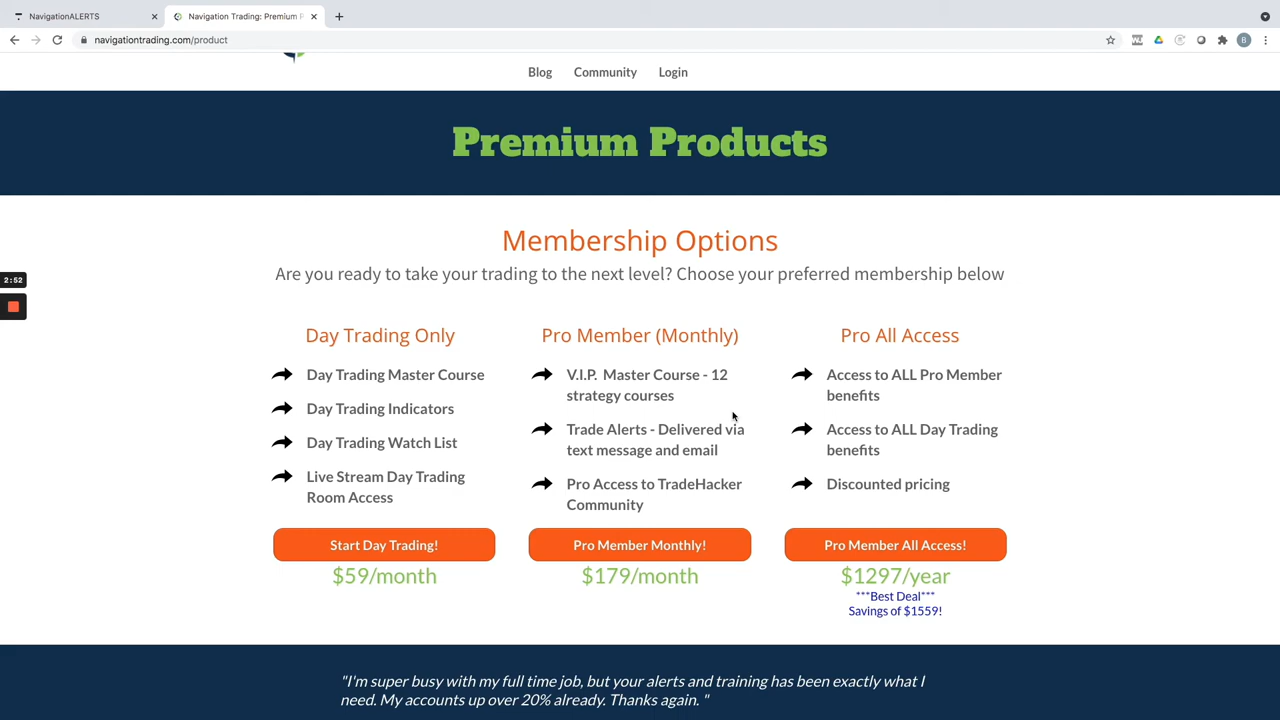 NavigationALERTS
Navigation Trading: Premium P
navigationtrading.com/product
B
Blog Community Login
Premium Products
2:52
Membership Options
Are you ready to take your trading to the next level? Choose your preferred membership below
Day Trading Only
Day Trading Master Course
Day Trading Indicators
Day Trading Watch List
Live Stream Day Trading
Room Access
Start Day Trading!
$59/month
Pro Member (Monthly)
V.I.P. Master Course - 12
strategy courses
Trade Alerts - Delivered via
text message and email
Pro Access to TradeHacker
Community
Pro Member Monthly!
$179/month
Pro All Access
Access to ALL Pro Member
benefits
Access to ALL Day Trading
benefits
Discounted pricing
Pro Member All Access!
$1297/year
***Best Deal***
Savings of $1559!
"I'm super busy with my full time job, but your alerts and training has been exactly what I
need. My accounts up over 20% already. Thanks again. "